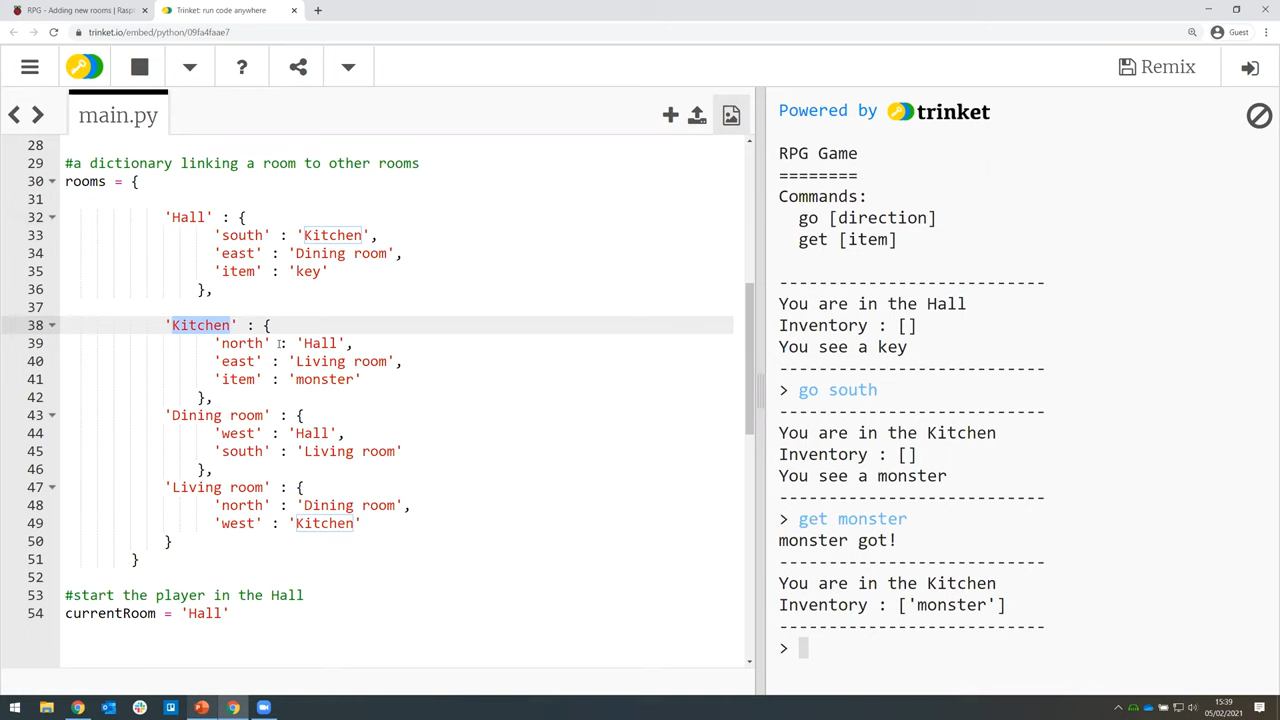 RPG - Adding new rooms | Rasp
Trinket: run code anywhere
trinket.io/embed/python/09fa4faae7
Guest
?
Remix
main.py
28
29 #a dictionary linking a room to other rooms
30 rooms = {
31
32 'Hall' : {
33 'south' : 'Kitchen',
34 'east' : 'Dining room',
35 'item' : 'key'
36 },
37
38 'Kitchen' : {
39 'north' : 'Hall',
40 'east' : 'Living room',
41 'item' : 'monster'
42 },
43 'Dining room' : {
44 'west' : 'Hall',
45 'south' : 'Living room'
46 },
47 'Living room' : {
48 'north' : 'Dining room',
49 'west' : 'Kitchen'
50 }
51 }
52
53 #start the player in the Hall
54 currentRoom = 'Hall'
Powered by trinket
RPG Game
========
Commands:
go [direction]
get [item]
---------------------------
You are in the Hall
Inventory : []
You see a key
---------------------------
> go south
---------------------------
You are in the Kitchen
Inventory : []
You see a monster
---------------------------
> get monster
monster got!
---------------------------
You are in the Kitchen
Inventory : ['monster']
---------------------------
>
15:39
05/02/2021